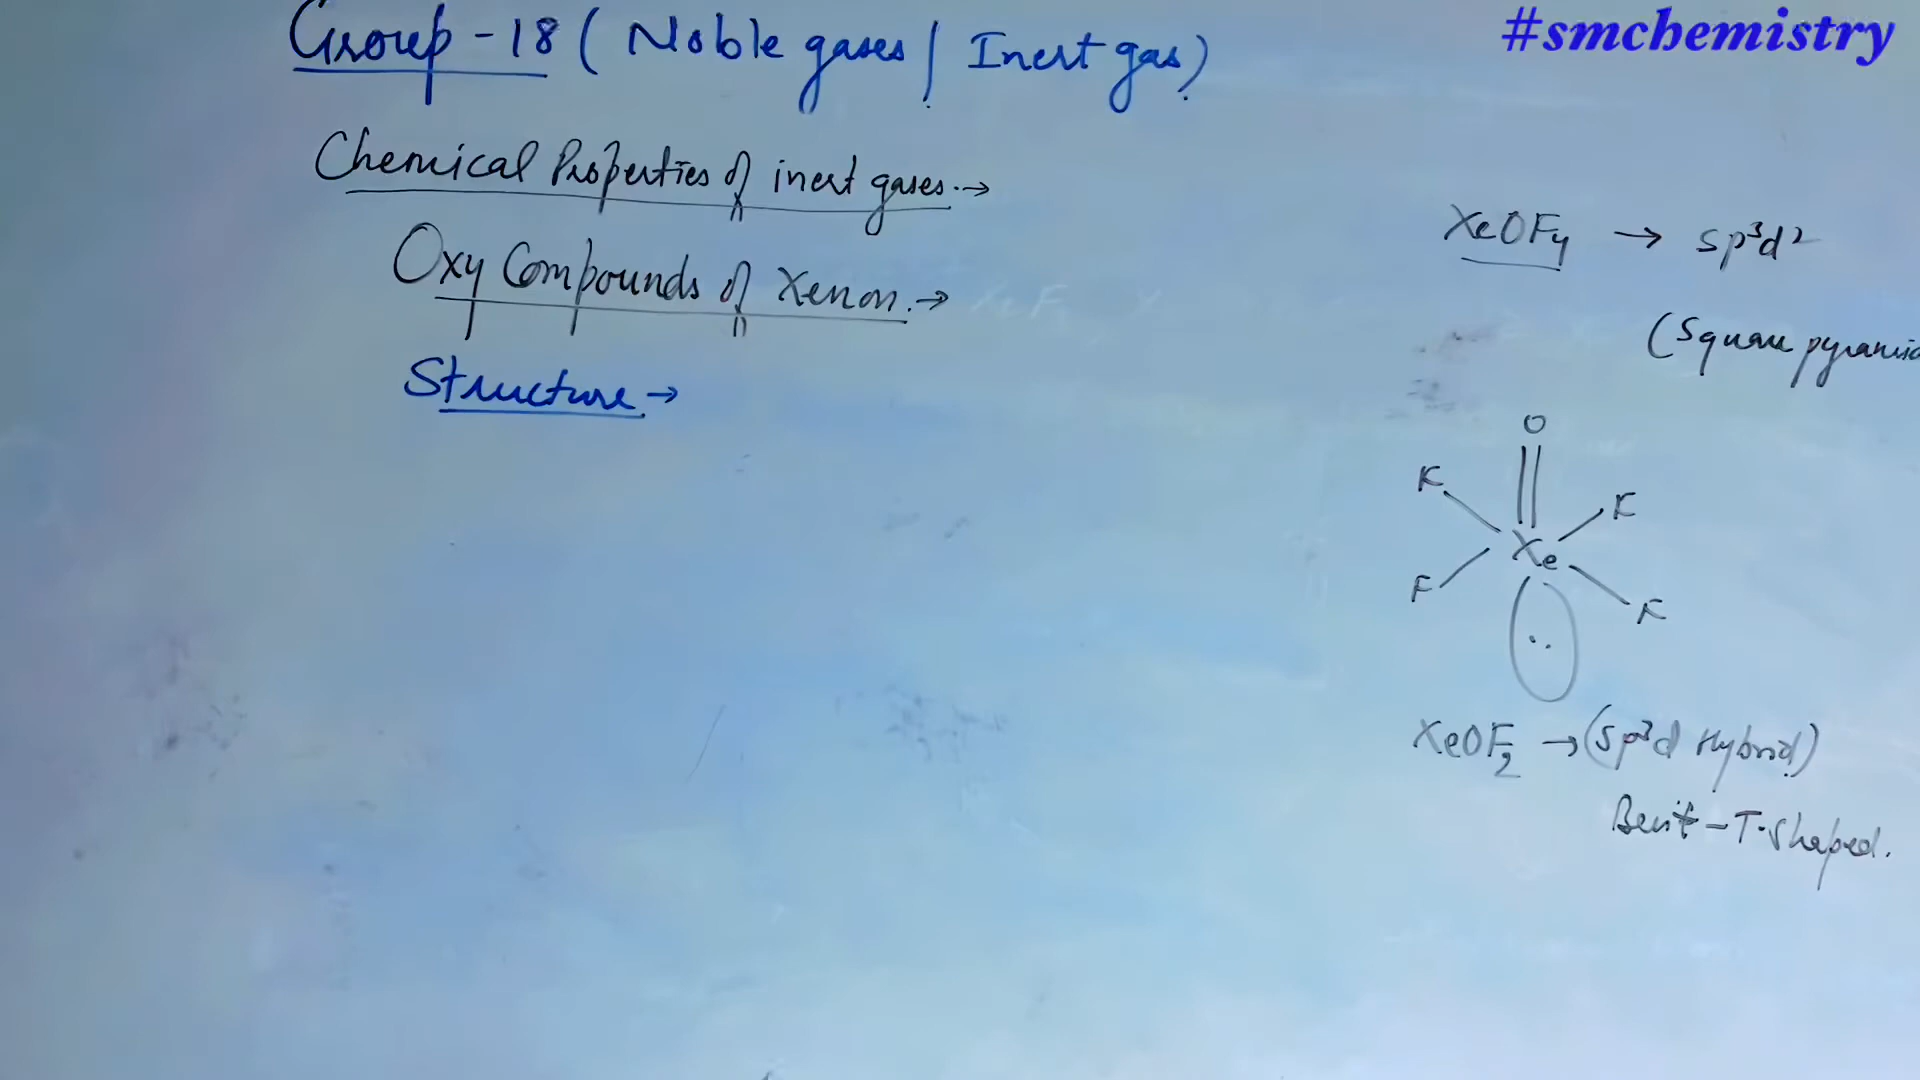 Group-18 ( Noble gases / Inert gas)
#smchemistry
Chemical Properties of inert gases.→
Oxy Compounds of Xenon.→
Structure→
XeOF4 → sp³d²
(Square pyramid
O
F
F
Xe
F
F
XeOF2 → (sp³d Hybrid)
Bent-T-shaped.